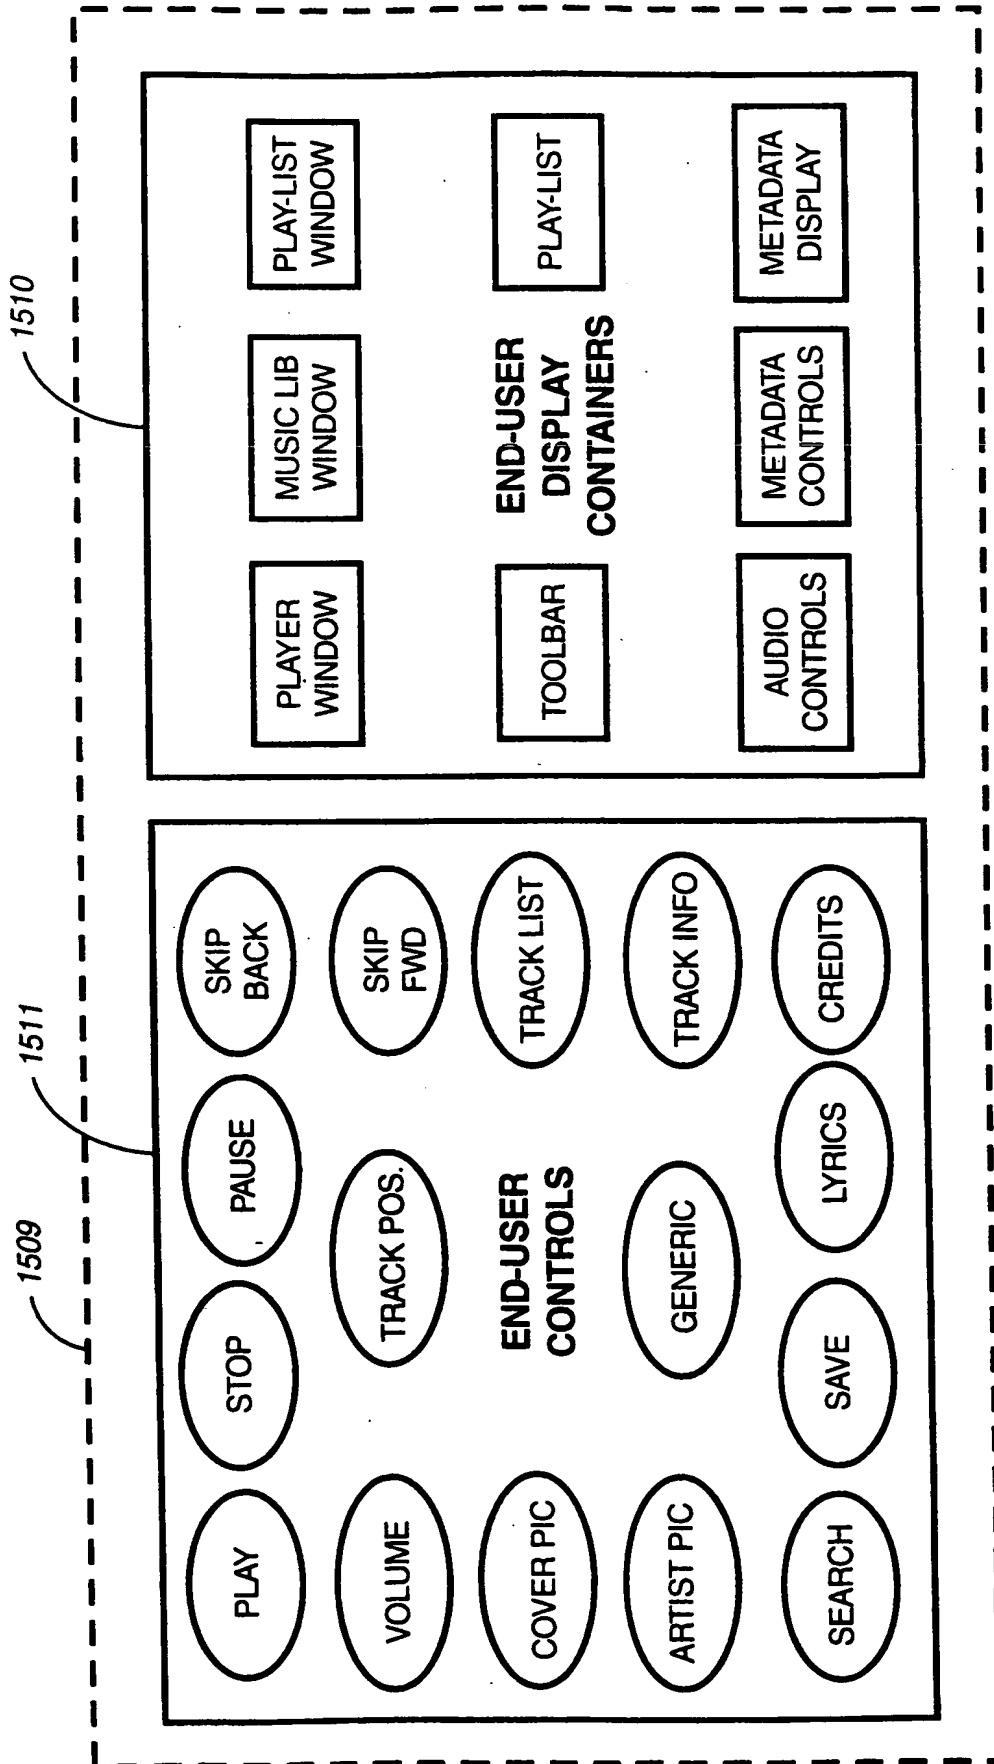 1509
1511
1510
PLAY
STOP
PAUSE
SKIP
BACK
VOLUME
TRACK POS.
SKIP
FWD
COVER PIC
END-USER
CONTROLS
TRACK LIST
ARTIST PIC
GENERIC
TRACK INFO
SEARCH
SAVE
LYRICS
CREDITS
PLAYER
WINDOW
MUSIC LIB
WINDOW
PLAY-LIST
WINDOW
TOOLBAR
END-USER
DISPLAY
CONTAINERS
PLAY-LIST
AUDIO
CONTROLS
METADATA
CONTROLS
METADATA
DISPLAY